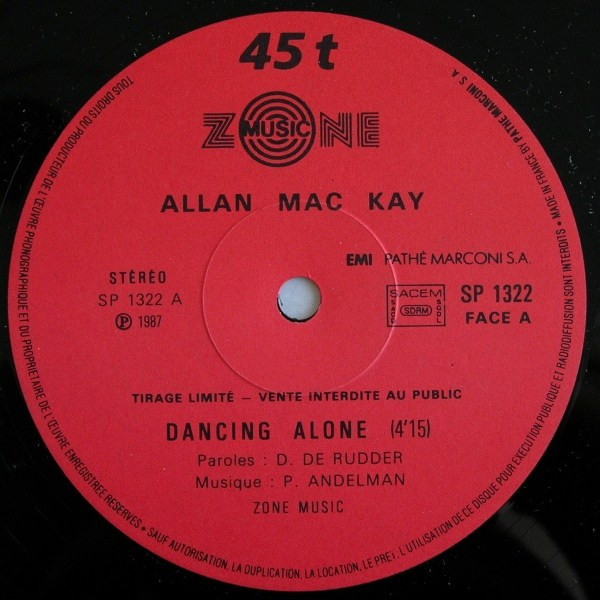 45 t
ZONE
MUSIC
ALLAN MAC KAY
EMI PATHÉ MARCONI S.A.
STÉRÉO
SP 1322 A
Ⓟ 1987
SACEM
SACD
SDRM
SGDL
SP 1322
FACE A
TIRAGE LIMITÉ – VENTE INTERDITE AU PUBLIC
DANCING ALONE (4'15)
Paroles : D. DE RUDDER
Musique : P. ANDELMAN
ZONE MUSIC
TOUS DROITS DU PRODUCTEUR DE L'ŒUVRE PHONOGRAPHIQUE ET DU PROPRIETAIRE DE L'ŒUVRE ENREGISTREE RESERVES • SAUF AUTORISATION, LA DUPLICATION, LA LOCATION, LE PRET, L'UTILISATION DE CE DISQUE POUR EXECUTION PUBLIQUE ET RADIODIFFUSION SONT INTERDITS • MADE IN FRANCE BY PATHE MARCONI S A